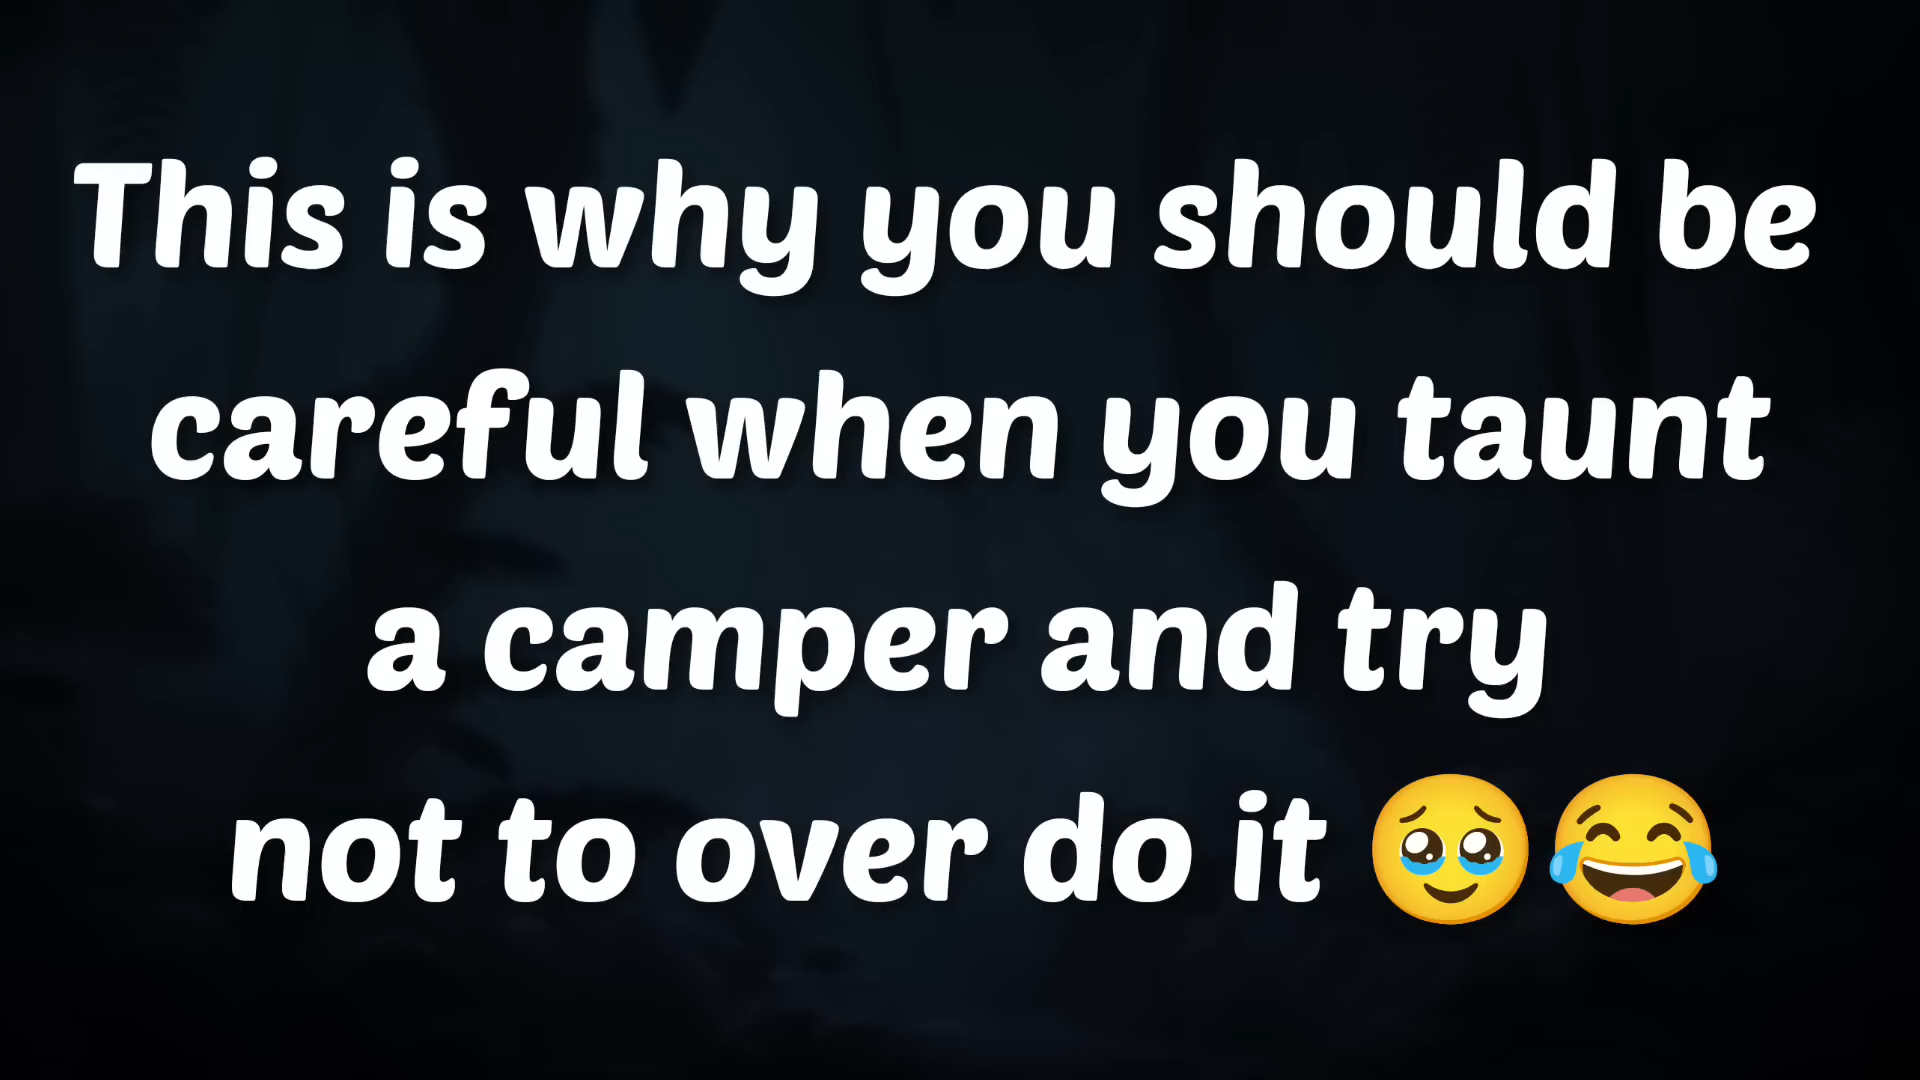 This is why you should be
careful when you taunt
a camper and try
not to over do it 🥹😂